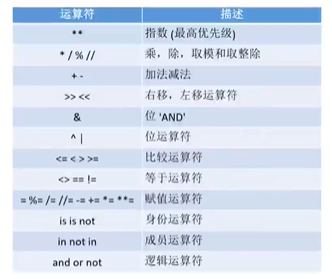 运算符 描述
** 指数 (最高优先级)
* / % // 乘，除，取模和取整除
+ - 加法减法
>> << 右移，左移运算符
& 位 'AND'
^ | 位运算符
<= < > >= 比较运算符
<> == != 等于运算符
= %= /= //= -= += *= **= 赋值运算符
is is not 身份运算符
in not in 成员运算符
and or not 逻辑运算符